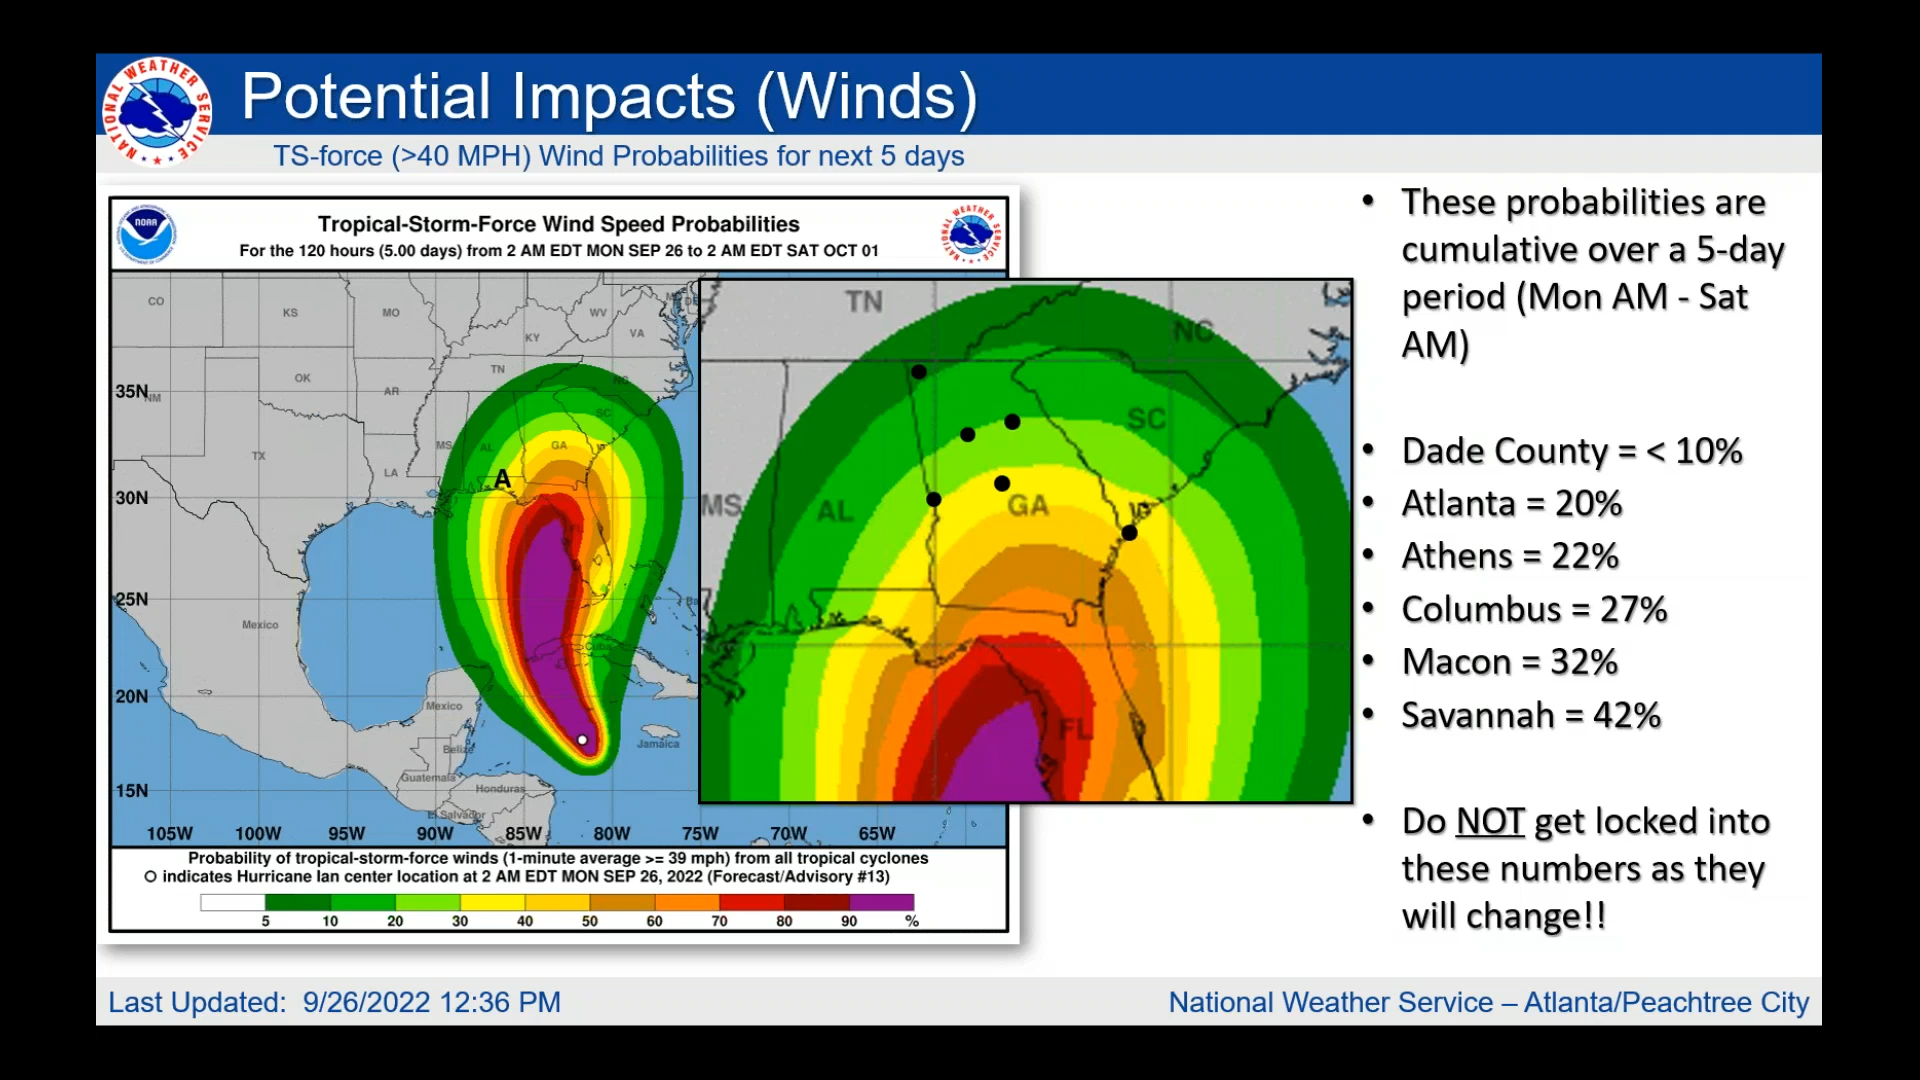 NATIONAL WEATHER SERVICE
Potential Impacts (Winds)
TS-force (>40 MPH) Wind Probabilities for next 5 days
NOAA
Tropical-Storm-Force Wind Speed Probabilities
For the 120 hours (5.00 days) from 2 AM EDT MON SEP 26 to 2 AM EDT SAT OCT 01
CO
KS
MO
KY
WV
VA
MD
DE
NM
OK
AR
TN
NC
TX
LA
MS
AL
GA
SC
A
35N
30N
25N
20N
15N
Mexico
Mexico
Cuba
Jamaica
Belize
Guatemala
Honduras
El Salvador
105W 100W 95W 90W 85W 80W 75W 70W 65W
TN
NC
SC
MS
AL
GA
FL
Probability of tropical-storm-force winds (1-minute average >= 39 mph) from all tropical cyclones
O indicates Hurricane Ian center location at 2 AM EDT MON SEP 26, 2022 (Forecast/Advisory #13)
5 10 20 30 40 50 60 70 80 90 %
• These probabilities are
cumulative over a 5-day
period (Mon AM - Sat
AM)
• Dade County = < 10%
• Atlanta = 20%
• Athens = 22%
• Columbus = 27%
• Macon = 32%
• Savannah = 42%
• Do NOT get locked into
these numbers as they
will change!!
Last Updated: 9/26/2022 12:36 PM
National Weather Service – Atlanta/Peachtree City